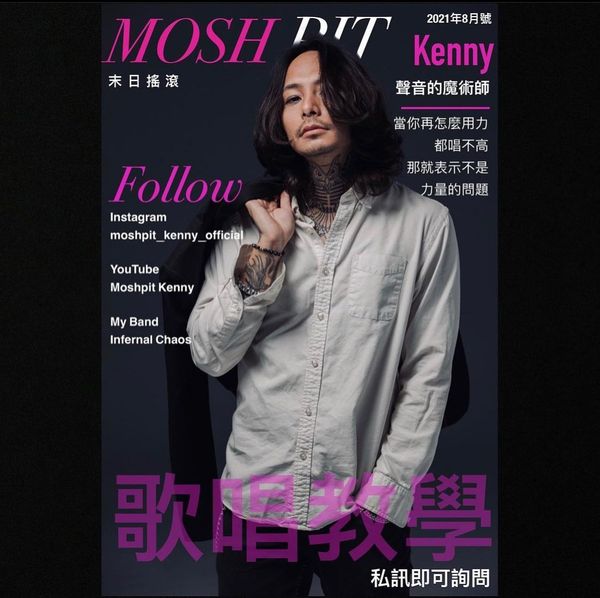 MOSH PIT
末日搖滾
2021年8月號
Kenny
聲音的魔術師
當你再怎麼用力
都唱不高
那就表示不是
力量的問題
Follow
Instagram
moshpit_kenny_official
YouTube
Moshpit Kenny
My Band
Infernal Chaos
歌唱教學
私訊即可詢問